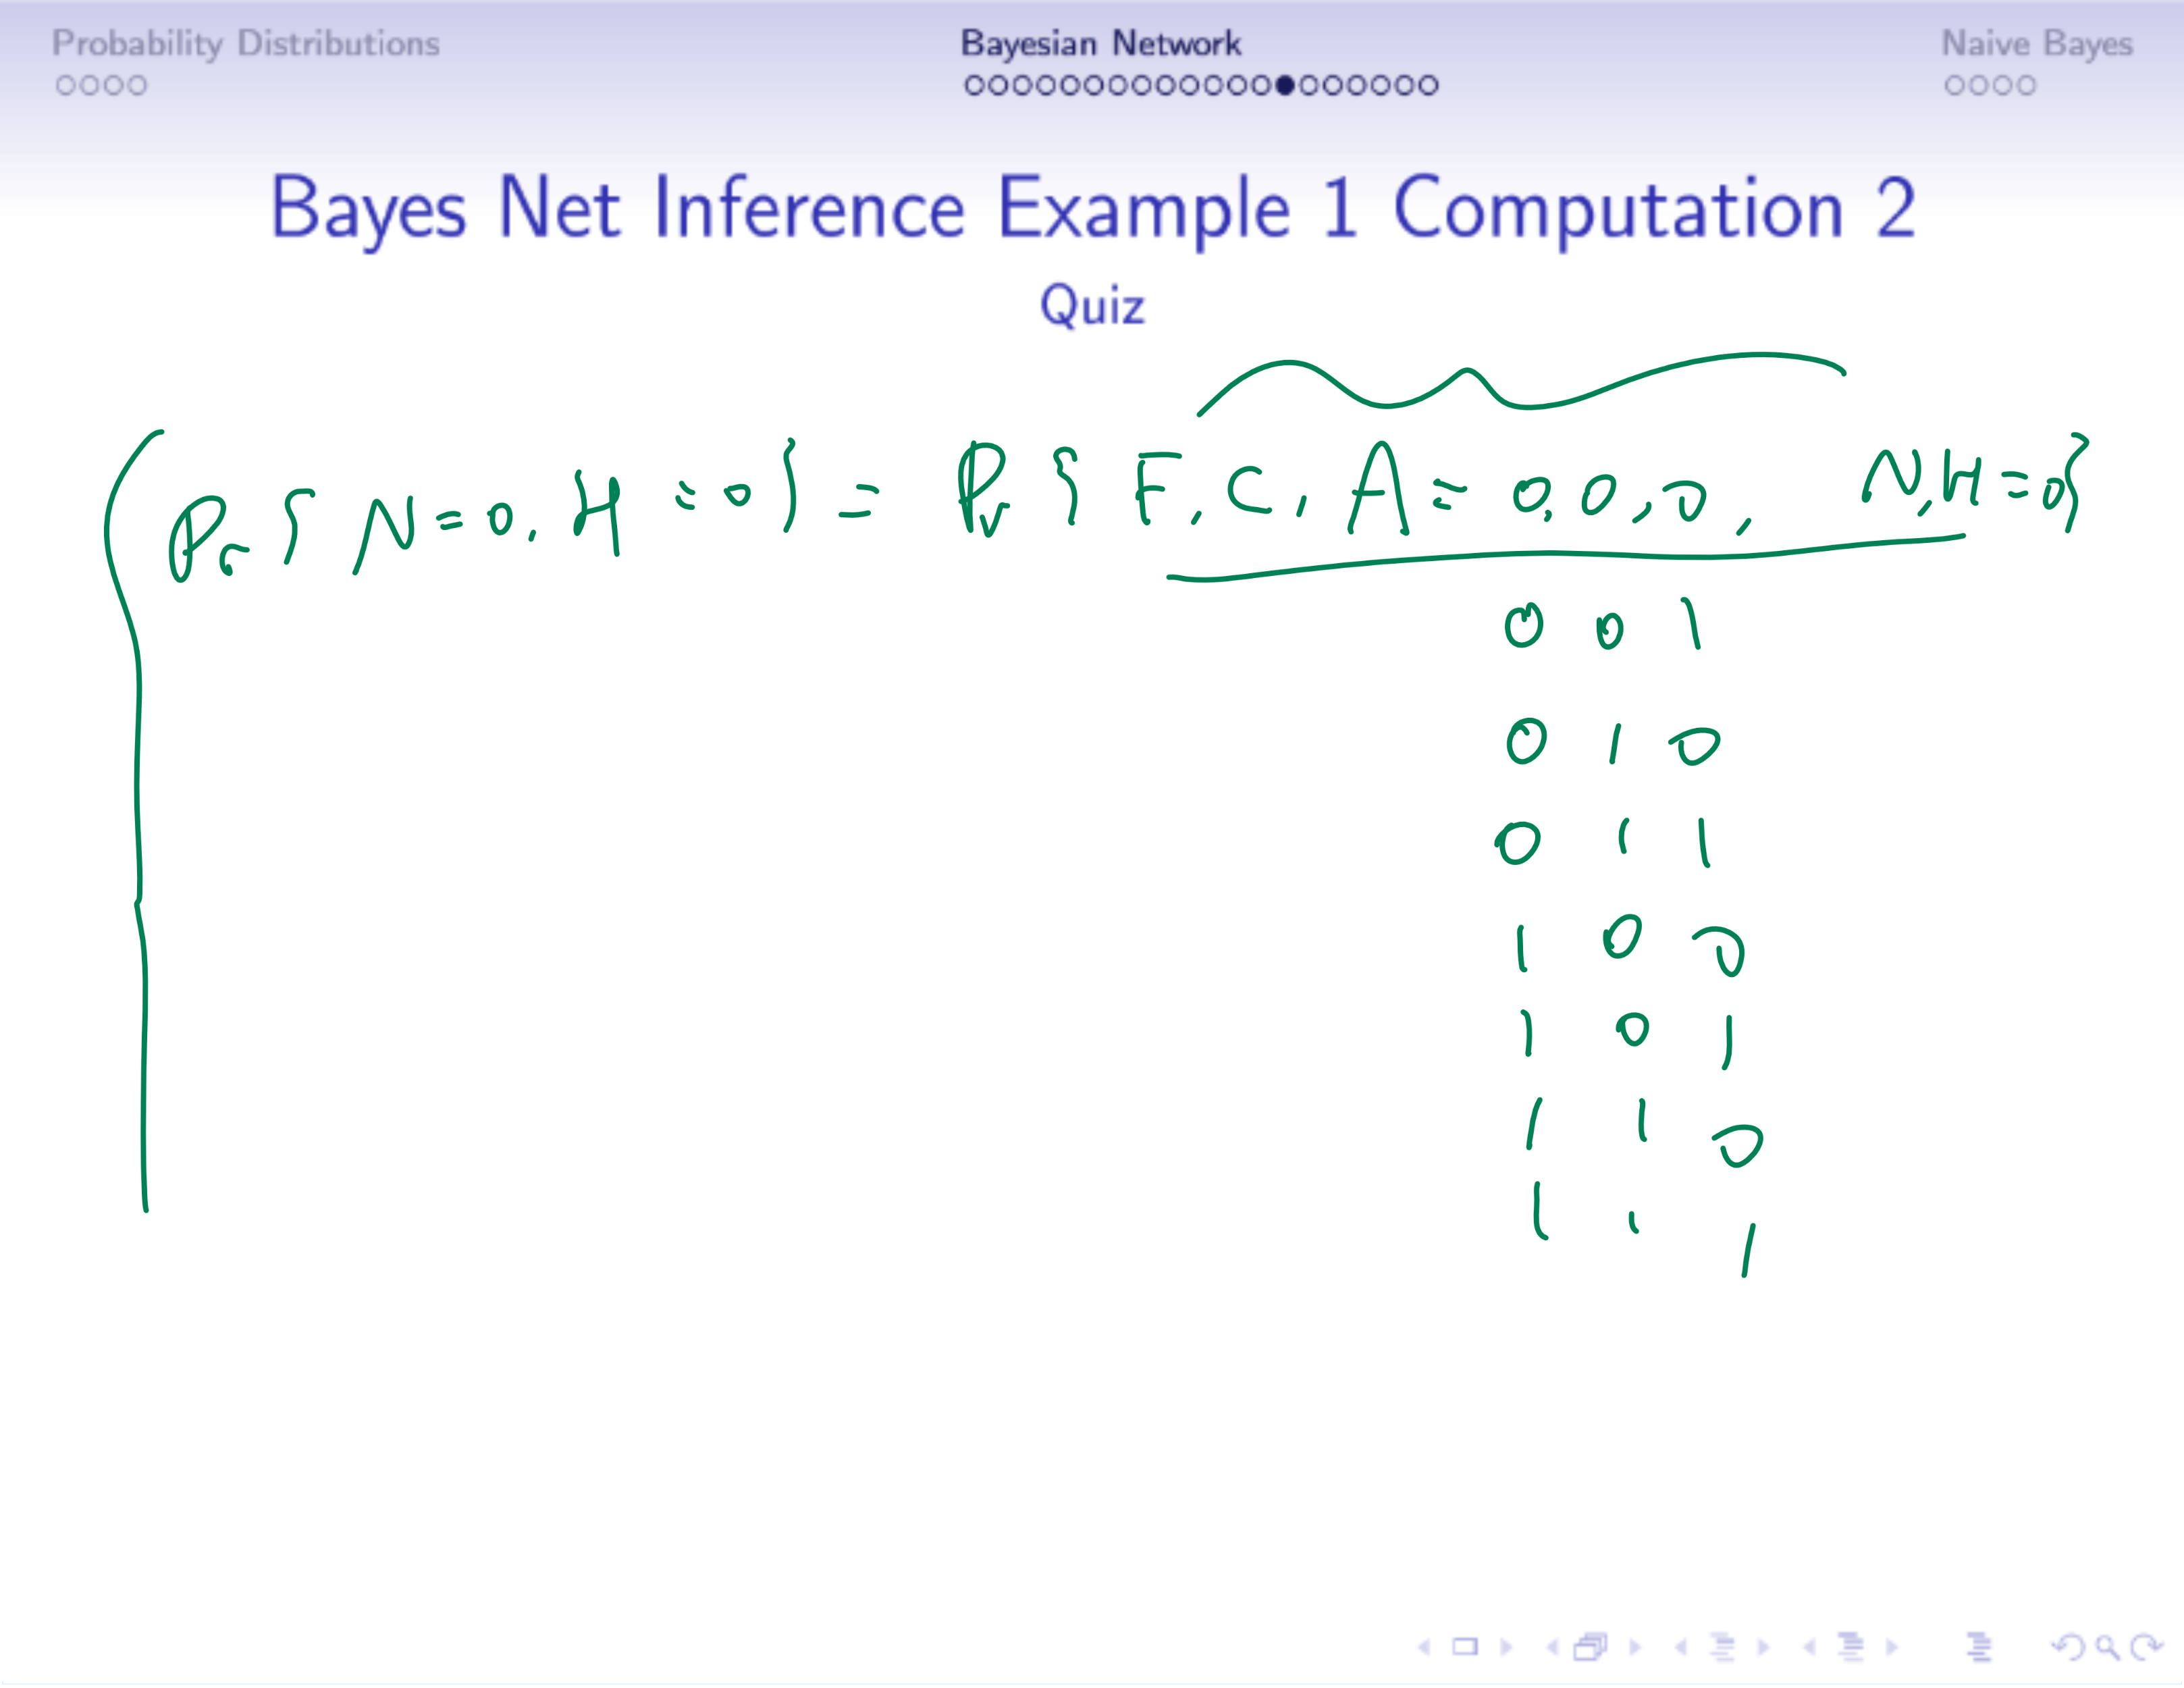 Probability Distributions Bayesian Network Naive Bayes
Bayes Net Inference Example 1 Computation 2
Quiz
Pr { N = 0, H = 0 } = Pr { F, C, A = 0, 0, 0, N, H = 0 }
0 0 1
0 1 0
0 1 1
1 0 0
1 0 1
1 1 0
1 1 1